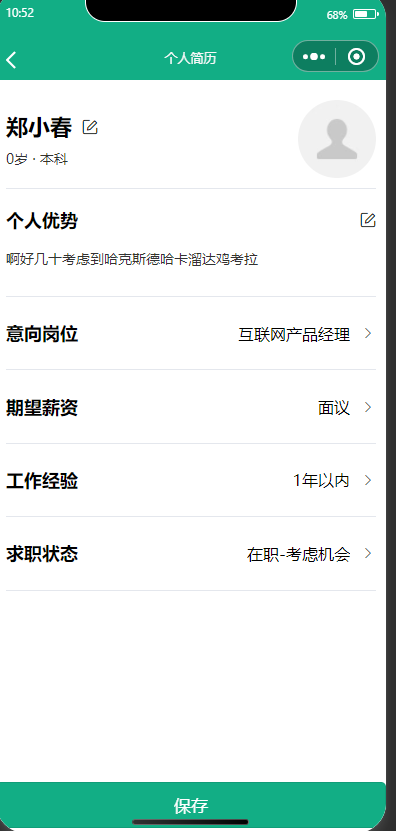 10:52
68%
个人简历
郑小春
0岁 · 本科
个人优势
啊好几十考虑到哈克斯德哈卡溜达鸡考拉
意向岗位 互联网产品经理
期望薪资 面议
工作经验 1年以内
求职状态 在职-考虑机会
保存